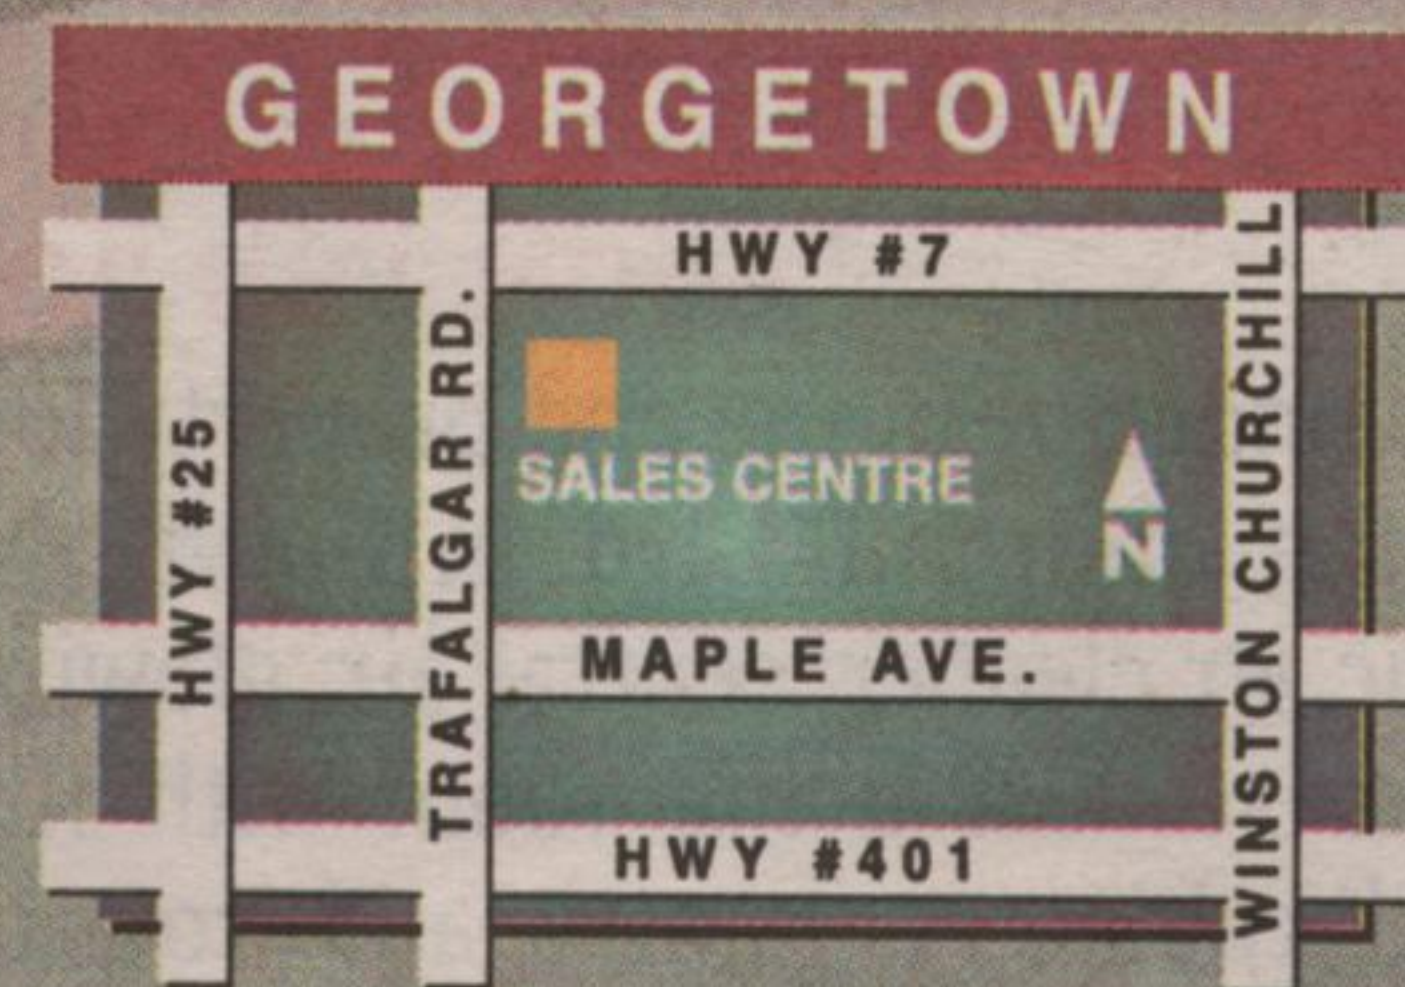 GEORGETOWN
HWY #7
HWY #25
TRAFALGAR RD.
SALES CENTRE
N
WINSTON CHURCHILL
MAPLE AVE.
HWY #401